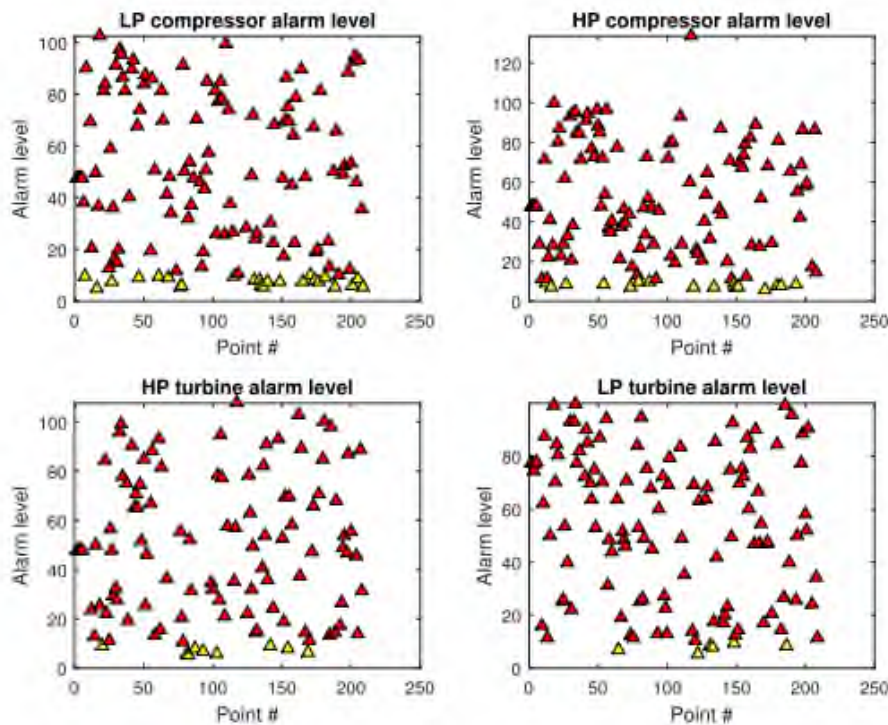 LP compressor alarm level
100
80
60
40
20
0
Alarm level
0 50 100 150 200 250
Point #
HP compressor alarm level
120
100
80
60
40
20
0
Alarm level
0 50 100 150 200 250
Point #
HP turbine alarm level
100
80
60
40
20
0
Alarm level
0 50 100 150 200 250
Point #
LP turbine alarm level
80
60
40
20
0
Alarm level
0 50 100 150 200 250
Point #